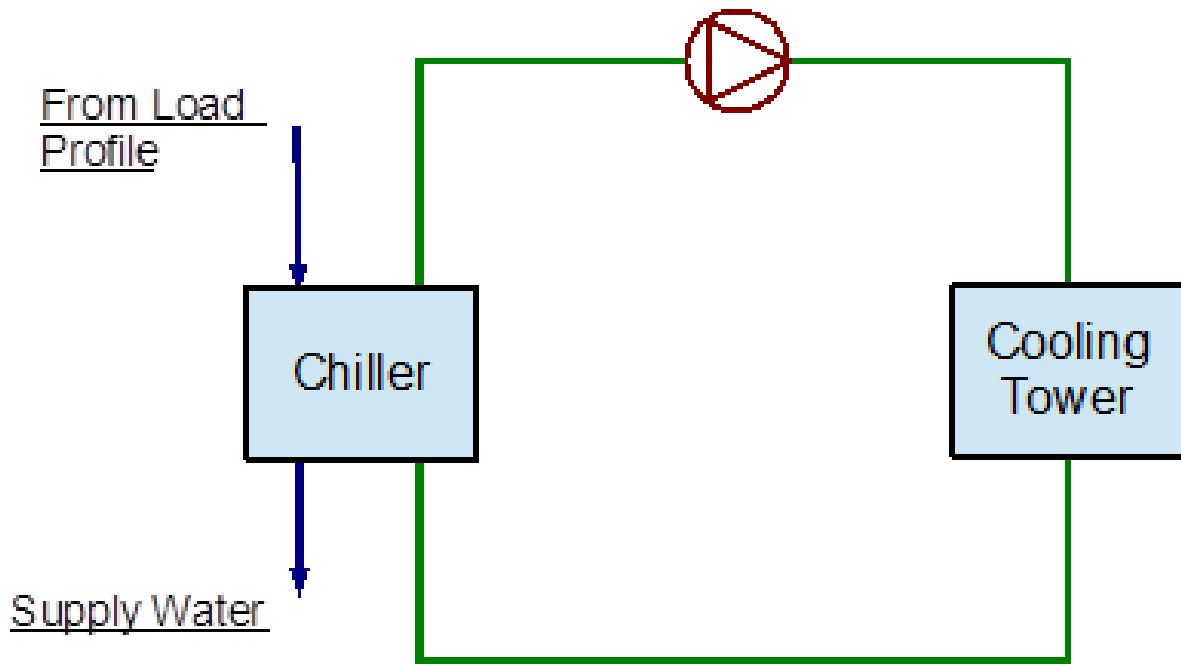 From Load
Profile
Chiller
Cooling
Tower
Supply Water